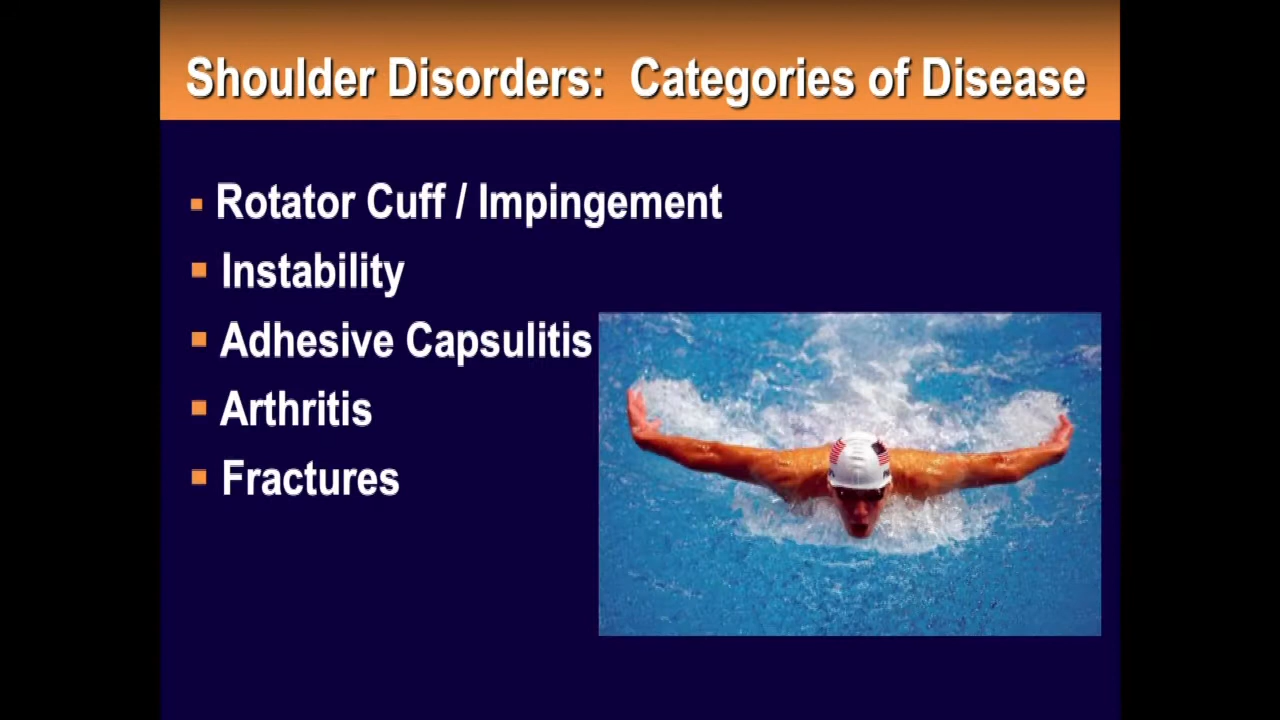 Shoulder Disorders: Categories of Disease
▪ Rotator Cuff / Impingement
▪ Instability
▪ Adhesive Capsulitis
▪ Arthritis
▪ Fractures